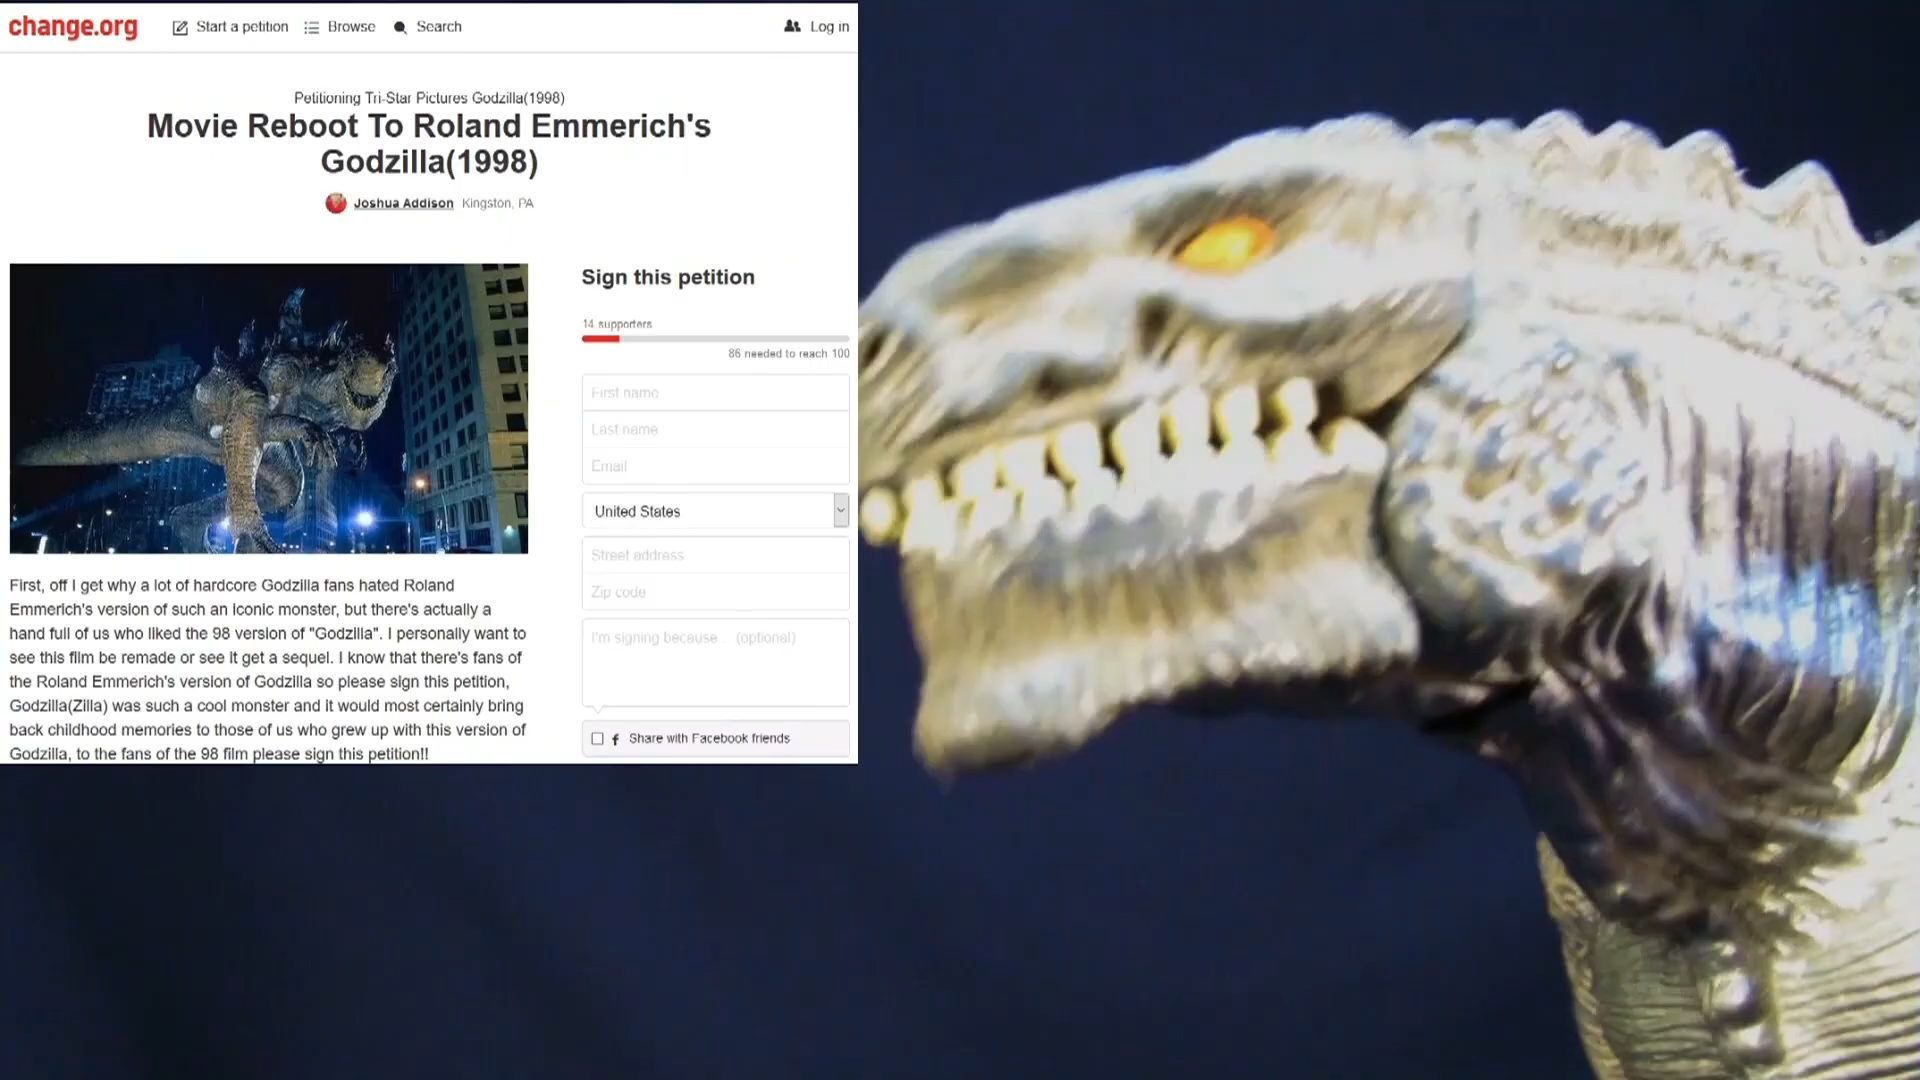 change.org
Start a petition
Browse
Search
Log in
Petitioning Tri-Star Pictures Godzilla(1998)
Movie Reboot To Roland Emmerich's
Godzilla(1998)
Joshua Addison Kingston, PA
Sign this petition
14 supporters
86 needed to reach 100
First name
Last name
Email
United States
Street address
Zip code
I'm signing because... (optional)
f Share with Facebook friends
First, off I get why a lot of hardcore Godzilla fans hated Roland
Emmerich's version of such an iconic monster, but there's actually a
hand full of us who liked the 98 version of "Godzilla". I personally want to
see this film be remade or see it get a sequel. I know that there's fans of
the Roland Emmerich's version of Godzilla so please sign this petition,
Godzilla(Zilla) was such a cool monster and it would most certainly bring
back childhood memories to those of us who grew up with this version of
Godzilla, to the fans of the 98 film please sign this petition!!